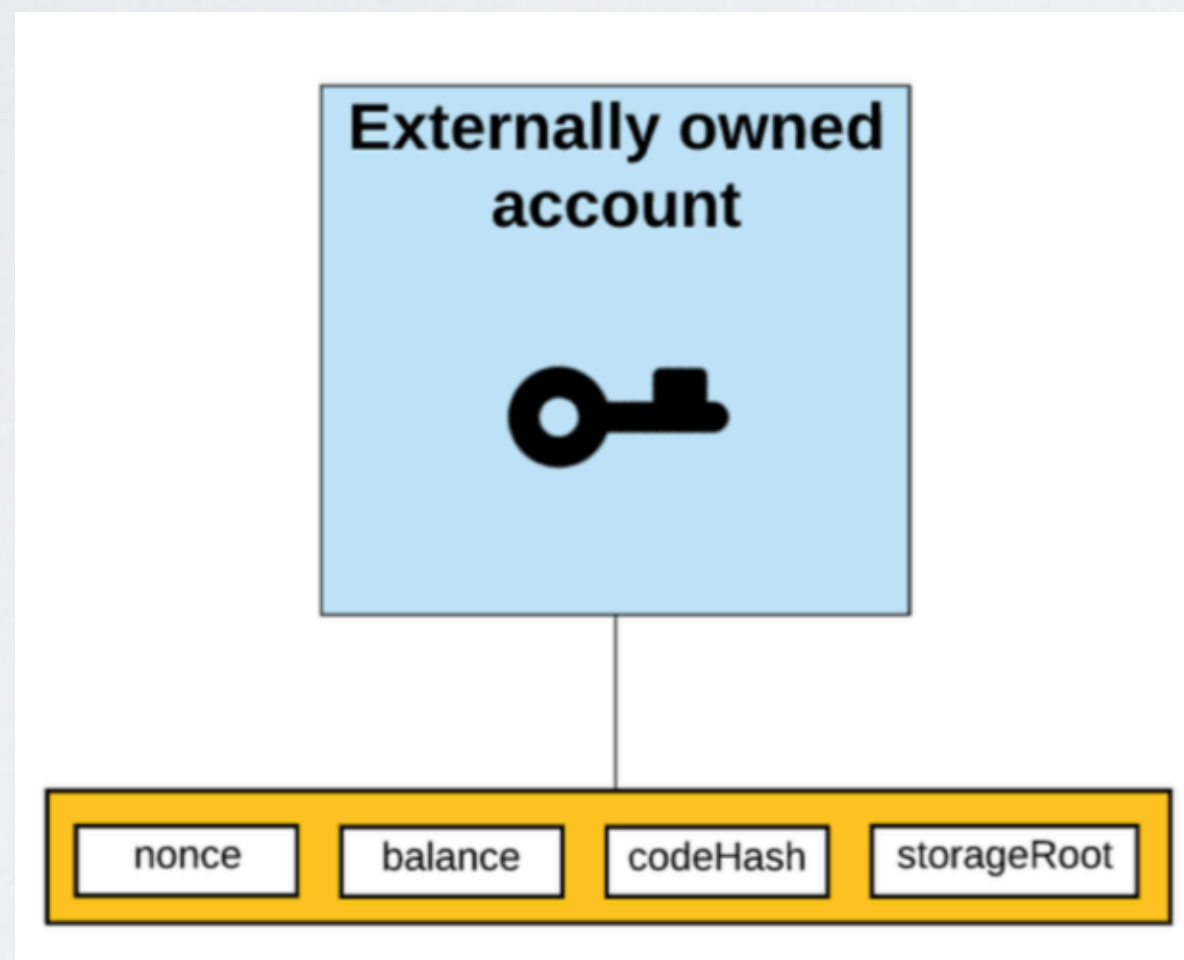 Externally owned
account
nonce
balance
codeHash
storageRoot